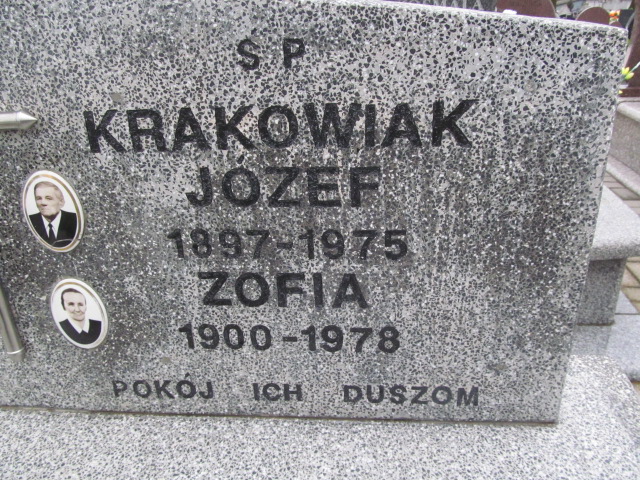 S P
KRAKOWIAK
JÓZEF
1897-1975
ZOFIA
1900-1978
POKÓJ ICH DUSZOM